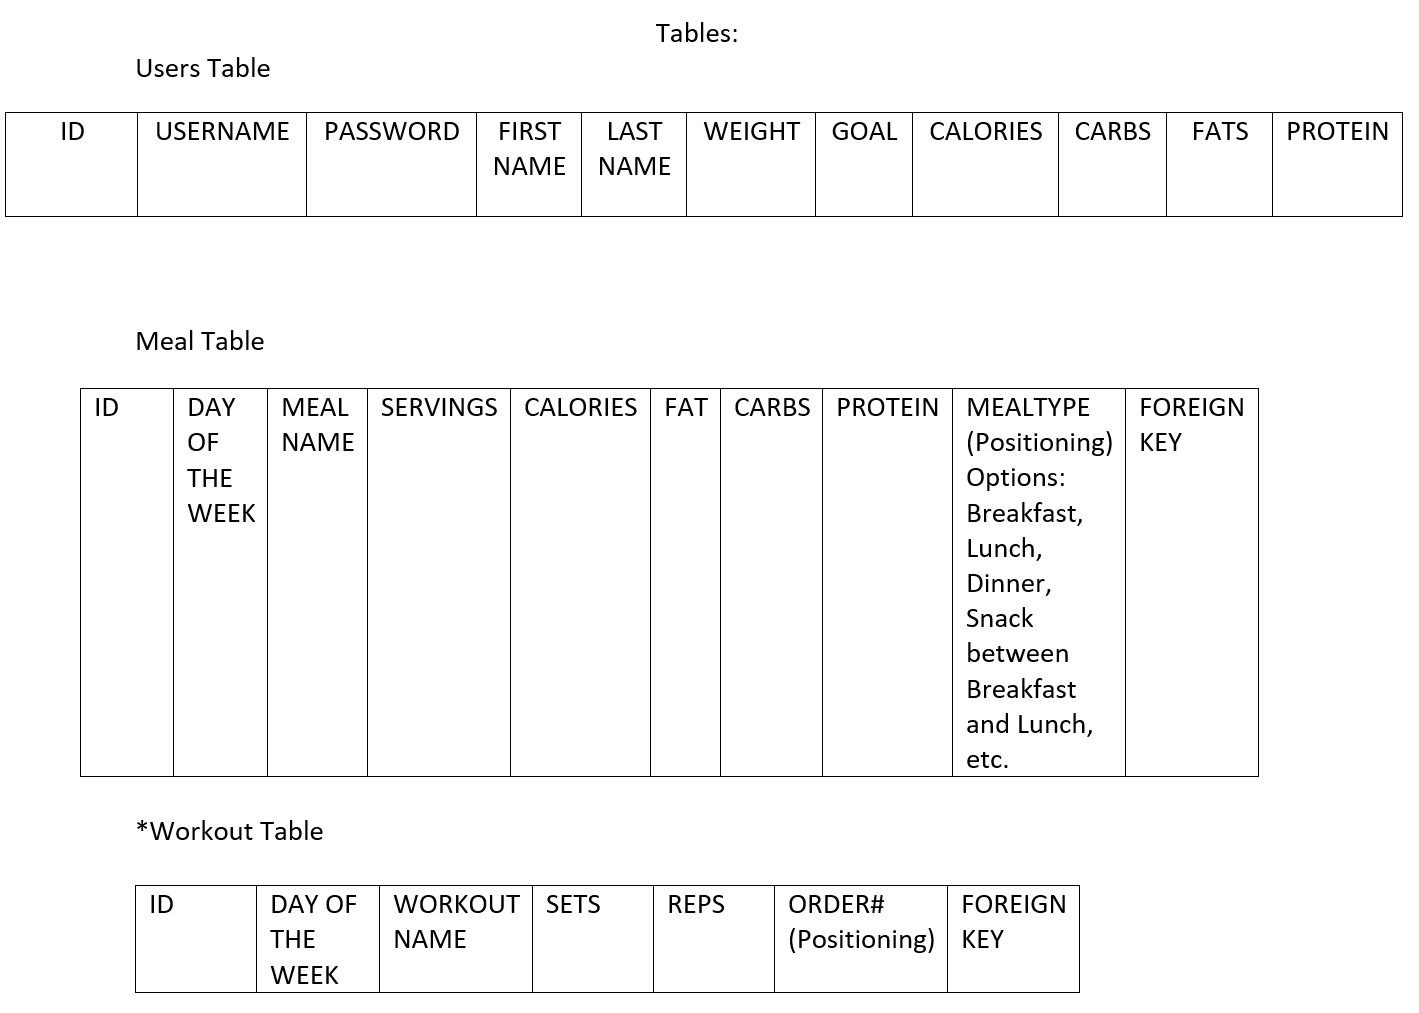 Tables:
Users Table
ID USERNAME PASSWORD FIRST NAME LAST NAME WEIGHT GOAL CALORIES CARBS FATS PROTEIN
Meal Table
ID
DAY
OF
THE
WEEK
MEAL
NAME
SERVINGS
CALORIES
FAT
CARBS
PROTEIN
MEALTYPE
(Positioning)
Options:
Breakfast,
Lunch,
Dinner,
Snack
between
Breakfast
and Lunch,
etc.
FOREIGN
KEY
*Workout Table
ID
DAY OF
THE
WEEK
WORKOUT
NAME
SETS
REPS
ORDER#
(Positioning)
FOREIGN
KEY